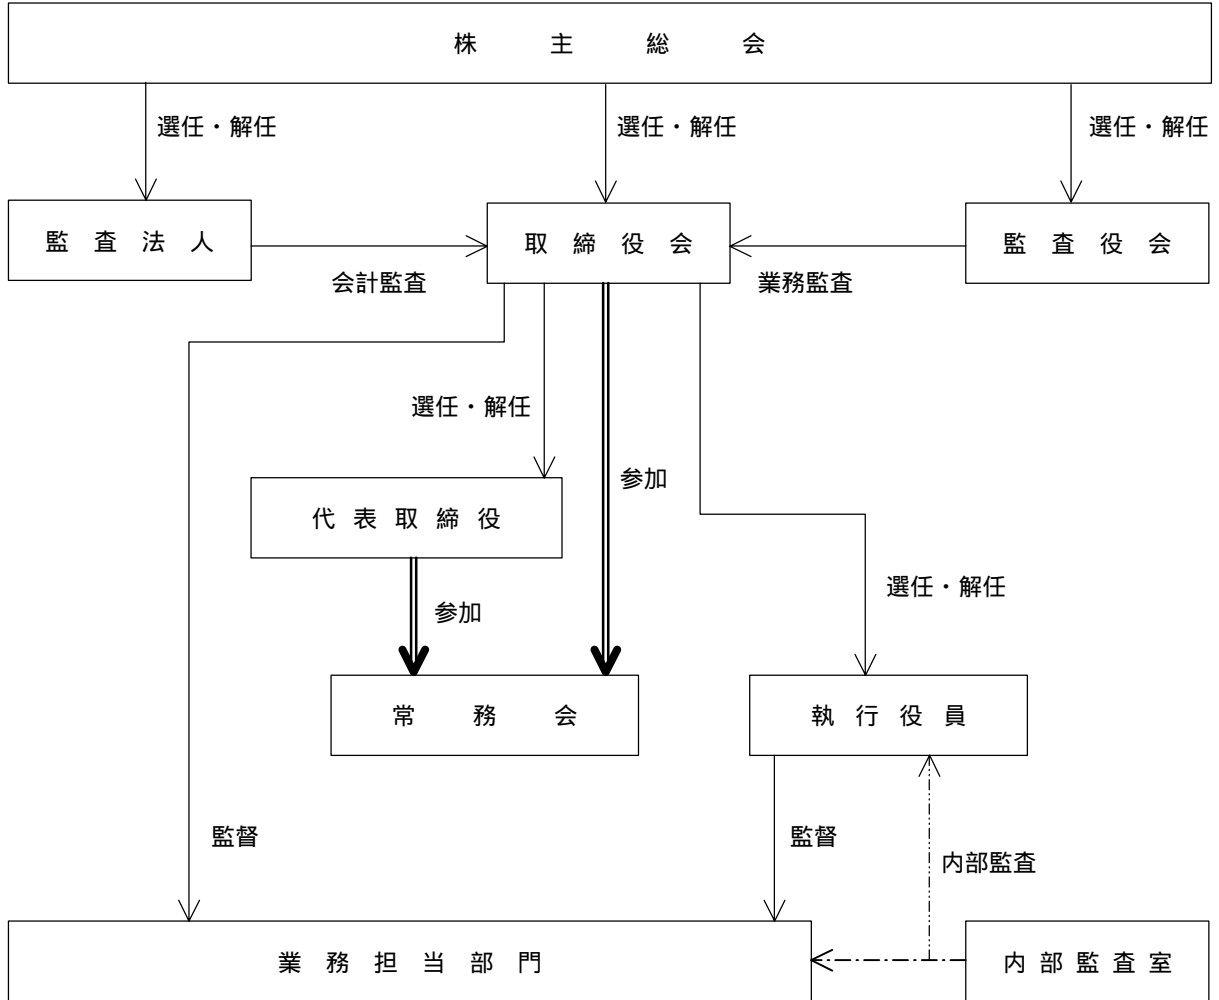 株主総会
選任・解任
選任・解任
選任・解任
監査法人
取締役会
監査役会
会計監査
業務監査
選任・解任
参加
代表取締役
選任・解任
参加
常務会
執行役員
監督
監督
内部監査
業務担当部門
内部監査室